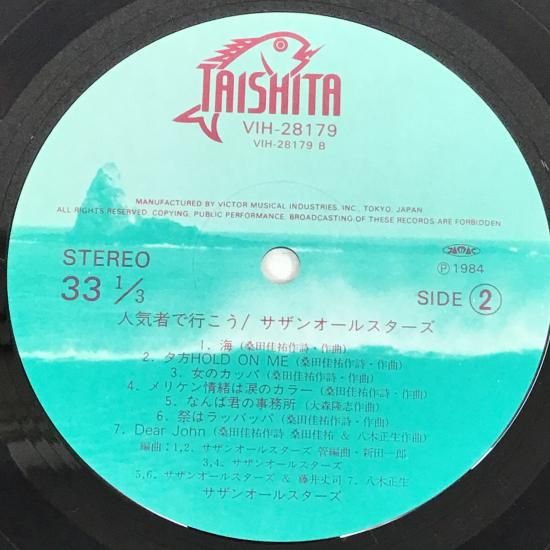 TAISHITA
VIH-28179
VIH-28179 B
MANUFACTURED BY VICTOR MUSICAL INDUSTRIES, INC., TOKYO, JAPAN
ALL RIGHTS RESERVED. COPYING, PUBLIC PERFORMANCE, BROADCASTING OF THESE RECORDS ARE FORBIDDEN
STEREO
33 1/3
JASRAC
Ⓟ1984
SIDE ②
人気者で行こう/サザンオールスターズ
1. 海 (桑田佳祐作詩・作曲)
2. 夕方HOLD ON ME (桑田佳祐作詩・作曲)
3. 女のカッパ (桑田佳祐作詩・作曲)
4. メリケン情緒は涙のカラー (桑田佳祐作詩・作曲)
5. なんば君の事務所 (大森隆志作曲)
6. 祭はラッパッパ (桑田佳祐作詩・作曲)
7. Dear John (桑田佳祐作詩 桑田佳祐 & 八木正生作曲)
編曲:1,2. サザンオールスターズ 管編曲・新田一郎
3,4. サザンオールスターズ
5,6. サザンオールスターズ & 藤井丈司 7. 八木正生
サザンオールスターズ